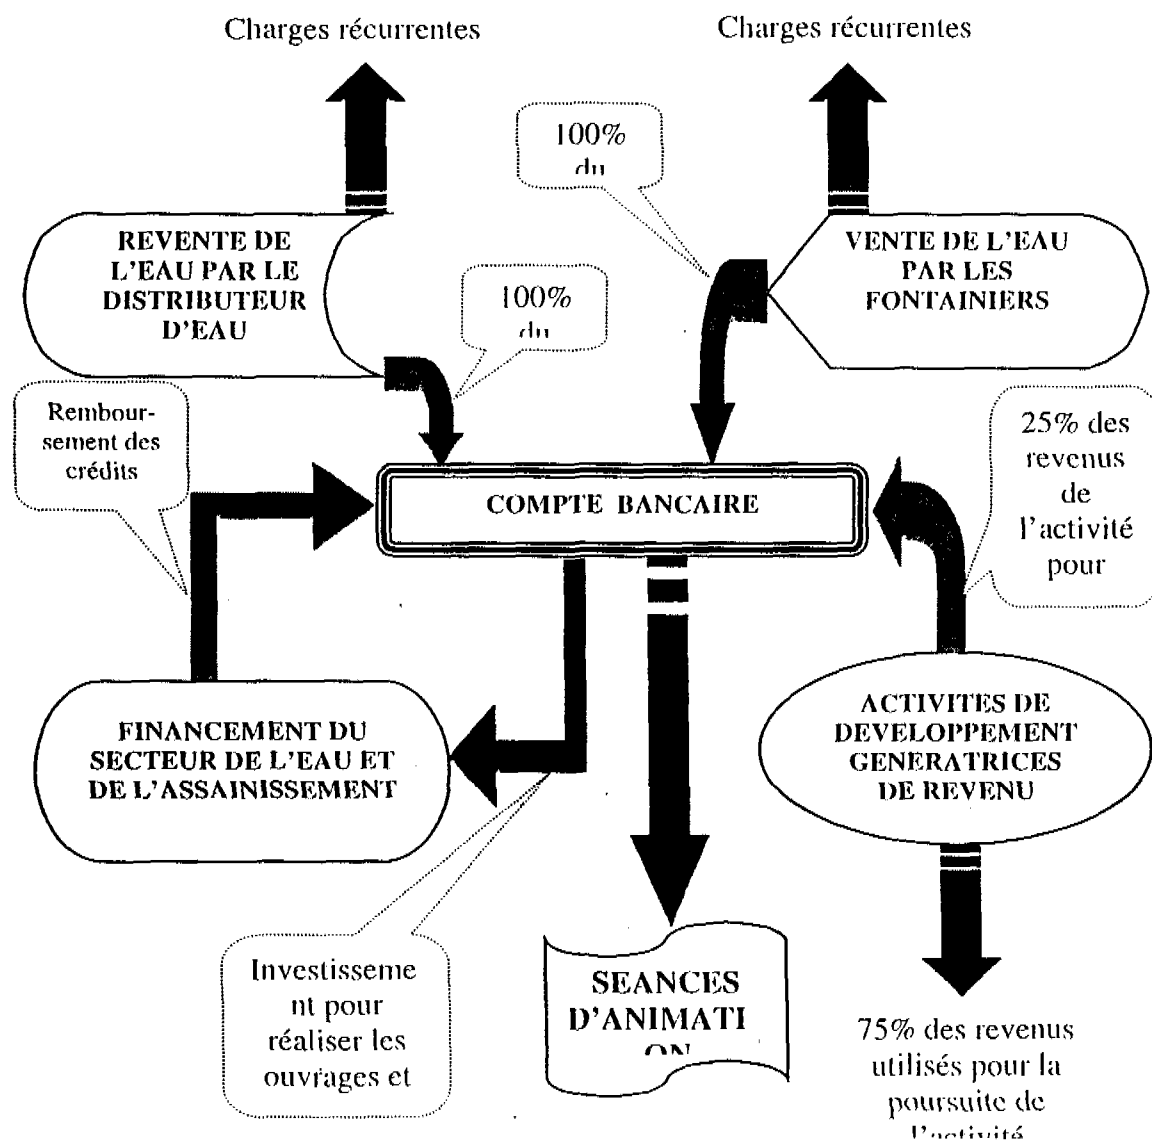 Charges récurrentes
Charges récurrentes
100%
du
REVENTE DE
L'EAU PAR LE
DISTRIBUTEUR
D'EAU
VENTE DE L'EAU
PAR LES
FONTAINIERS
100%
du
Rembour-
sement des
crédits
25% des
revenus
de
l'activité
pour
COMPTE BANCAIRE
FINANCEMENT DU
SECTEUR DE L'EAU ET
DE L'ASSAINISSEMENT
ACTIVITES DE
DEVELOPPEMENT
GENERATRICES
DE REVENU
Investisseme
nt pour
réaliser les
ouvrages et
SEANCES
D'ANIMATI
ON
75% des revenus
utilisés pour la
poursuite de
l'activité